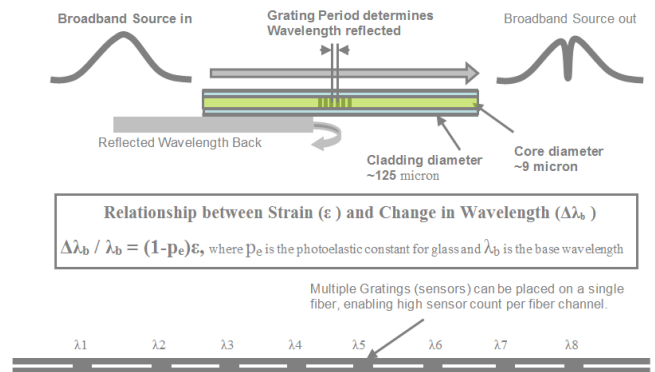 Broadband Source in
Grating Period determines
Wavelength reflected
Broadband Source out
Reflected Wavelength Back
Cladding diameter
~125 micron
Core diameter
~9 micron
Relationship between Strain (ε ) and Change in Wavelength (Δλb )
Δλb / λb = (1-pe)ε, where pe is the photoelastic constant for glass and λb is the base wavelength
Multiple Gratings (sensors) can be placed on a single
fiber, enabling high sensor count per fiber channel.
λ1 λ2 λ3 λ4 λ5 λ6 λ7 λ8